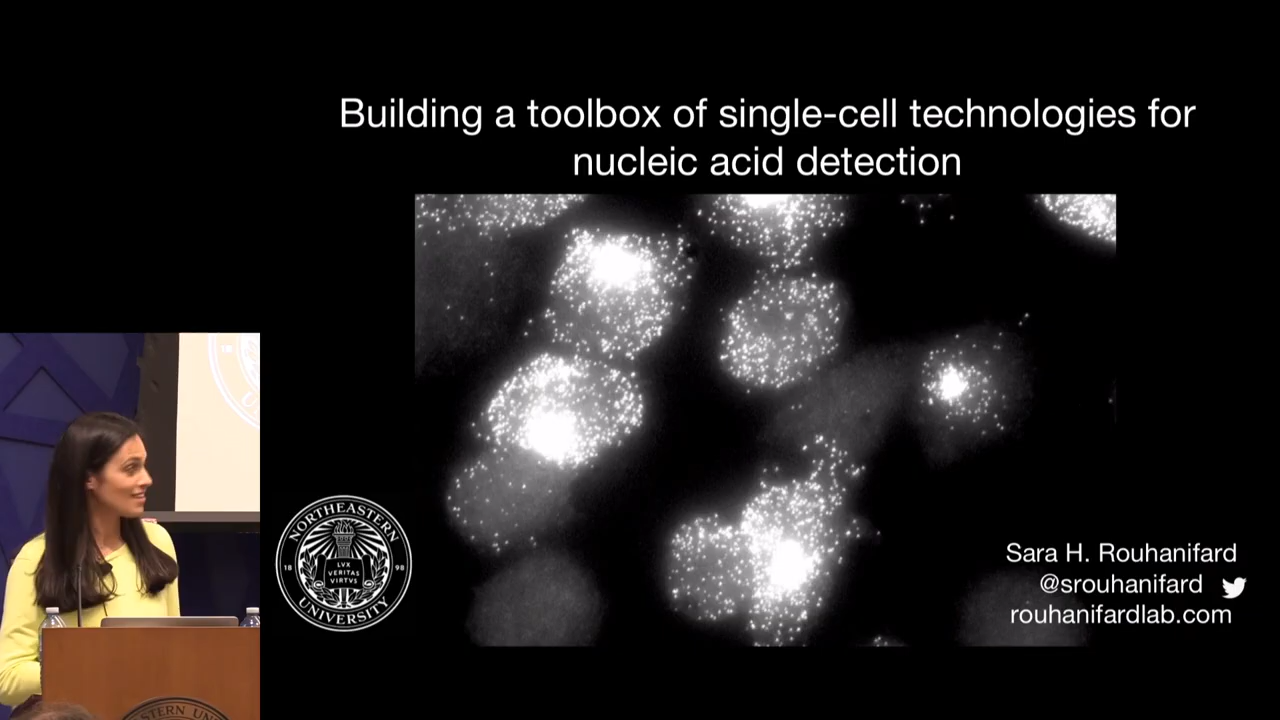 Building a toolbox of single-cell technologies for
nucleic acid detection
NORTHEASTERN
18 98
LVX
VERITAS
VIRTVS
UNIVERSITY
Sara H. Rouhanifard
@srouhanifard
rouhanifardlab.com